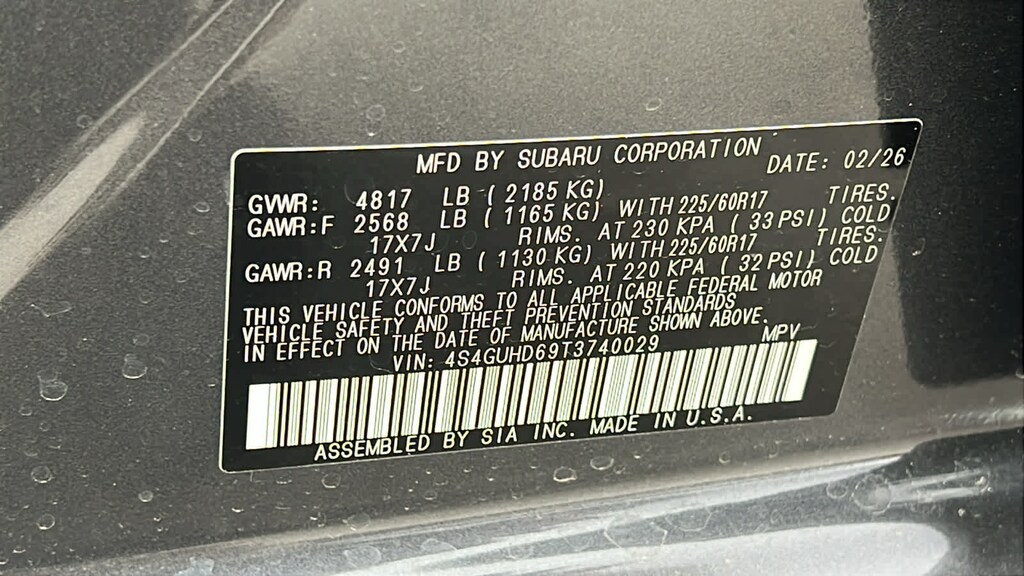 MFD BY SUBARU CORPORATION DATE: 02/26
GVWR: 4817 LB ( 2185 KG)
GAWR:F 2568 LB ( 1165 KG) WITH 225/60R17 TIRES.
17X7J RIMS. AT 230 KPA ( 33 PSI) COLD
GAWR:R 2491 LB ( 1130 KG) WITH 225/60R17 TIRES.
17X7J RIMS. AT 220 KPA ( 32 PSI) COLD
THIS VEHICLE CONFORMS TO ALL APPLICABLE FEDERAL MOTOR
VEHICLE SAFETY AND THEFT PREVENTION STANDARDS
IN EFFECT ON THE DATE OF MANUFACTURE SHOWN ABOVE.
VIN: 4S4GUHD69T3740029 MPV
ASSEMBLED BY SIA INC. MADE IN U.S.A.